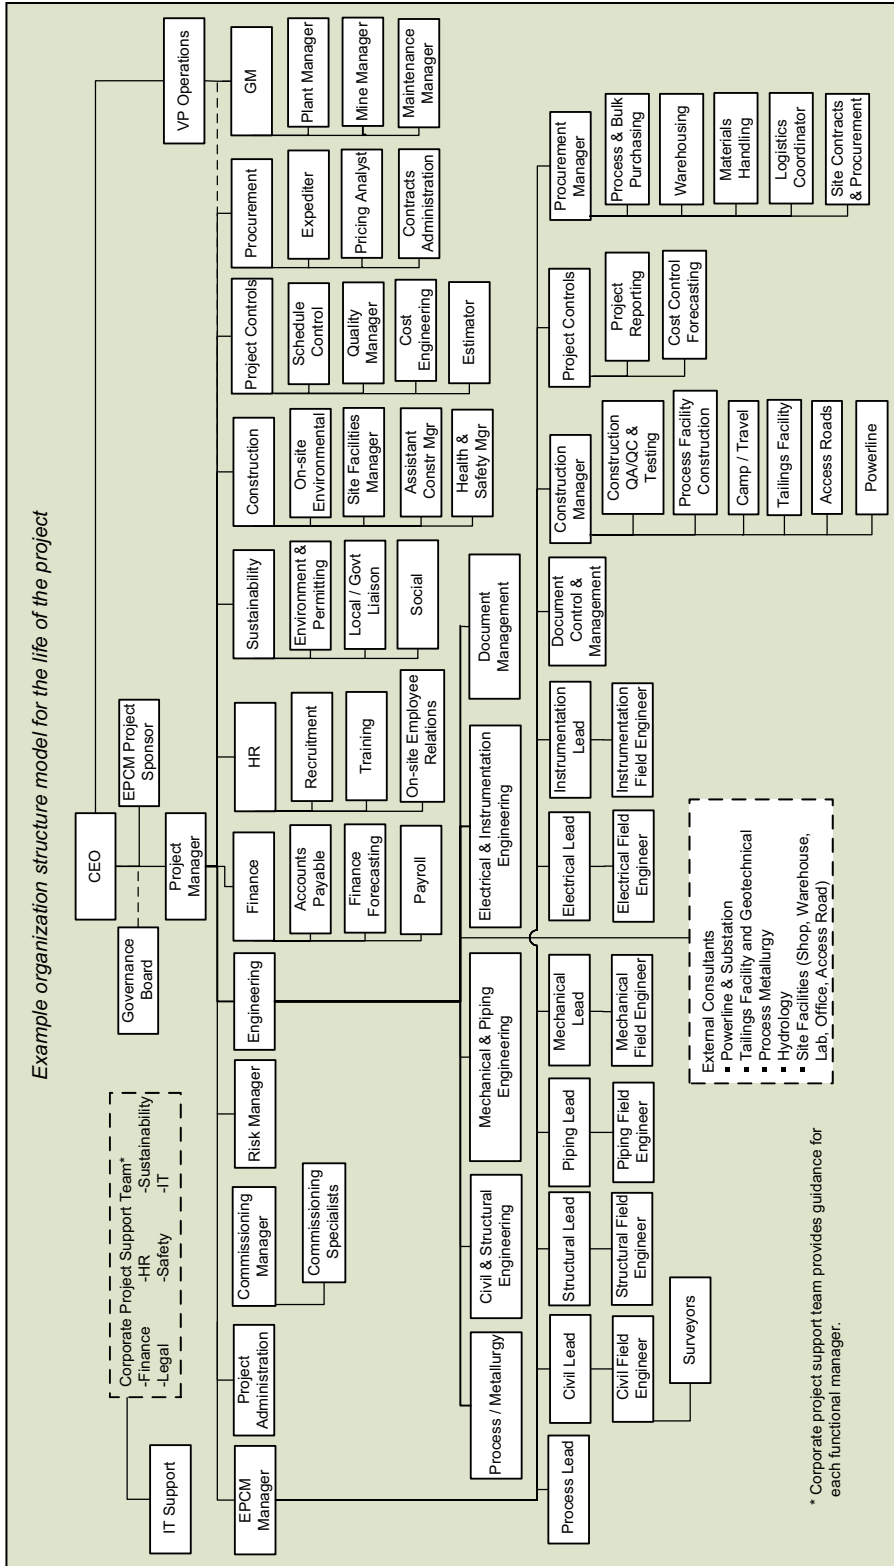 Example organization structure model for the life of the project
CEO
Governance
Board
EPCM Project
Sponsor
Project
Manager
VP Operations
IT Support
Corporate Project Support Team*
-Finance -HR -Sustainability
-Legal -Safety -IT
EPCM
Manager
Project
Administration
Commissioning
Manager
Commissioning
Specialists
Risk Manager
Engineering
Finance
Accounts
Payable
Finance
Forecasting
Payroll
HR
Recruitment
Training
On-site Employee
Relations
Sustainability
Environment &
Permitting
Local / Govt
Liaison
Social
Construction
On-site
Environmental
Site Facilities
Manager
Assistant
Constr Mgr
Health &
Safety Mgr
Project Controls
Schedule
Control
Quality
Manager
Cost
Engineering
Estimator
Procurement
Expediter
Pricing Analyst
Contracts
Administration
GM
Plant Manager
Mine Manager
Maintenance
Manager
Process / Metallurgy
Civil & Structural
Engineering
Mechanical & Piping
Engineering
Electrical & Instrumentation
Engineering
Document
Management
Process Lead
Civil Lead
Civil Field
Engineer
Surveyors
Structural Lead
Structural Field
Engineer
Piping Lead
Piping Field
Engineer
Mechanical
Lead
Mechanical
Field Engineer
Electrical Lead
Electrical Field
Engineer
Instrumentation
Lead
Instrumentation
Field Engineer
Document
Control &
Management
Construction
Manager
Construction
QA/QC &
Testing
Process Facility
Construction
Camp / Travel
Tailings Facility
Access Roads
Powerline
Project Controls
Project
Reporting
Cost Control
Forecasting
Procurement
Manager
Process & Bulk
Purchasing
Warehousing
Materials
Handling
Logistics
Coordinator
Site Contracts
& Procurement
External Consultants
▪ Powerline & Substation
▪ Tailings Facility and Geotechnical
▪ Process Metallurgy
▪ Hydrology
▪ Site Facilities (Shop, Warehouse,
Lab, Office, Access Road)
* Corporate project support team provides guidance for
each functional manager.